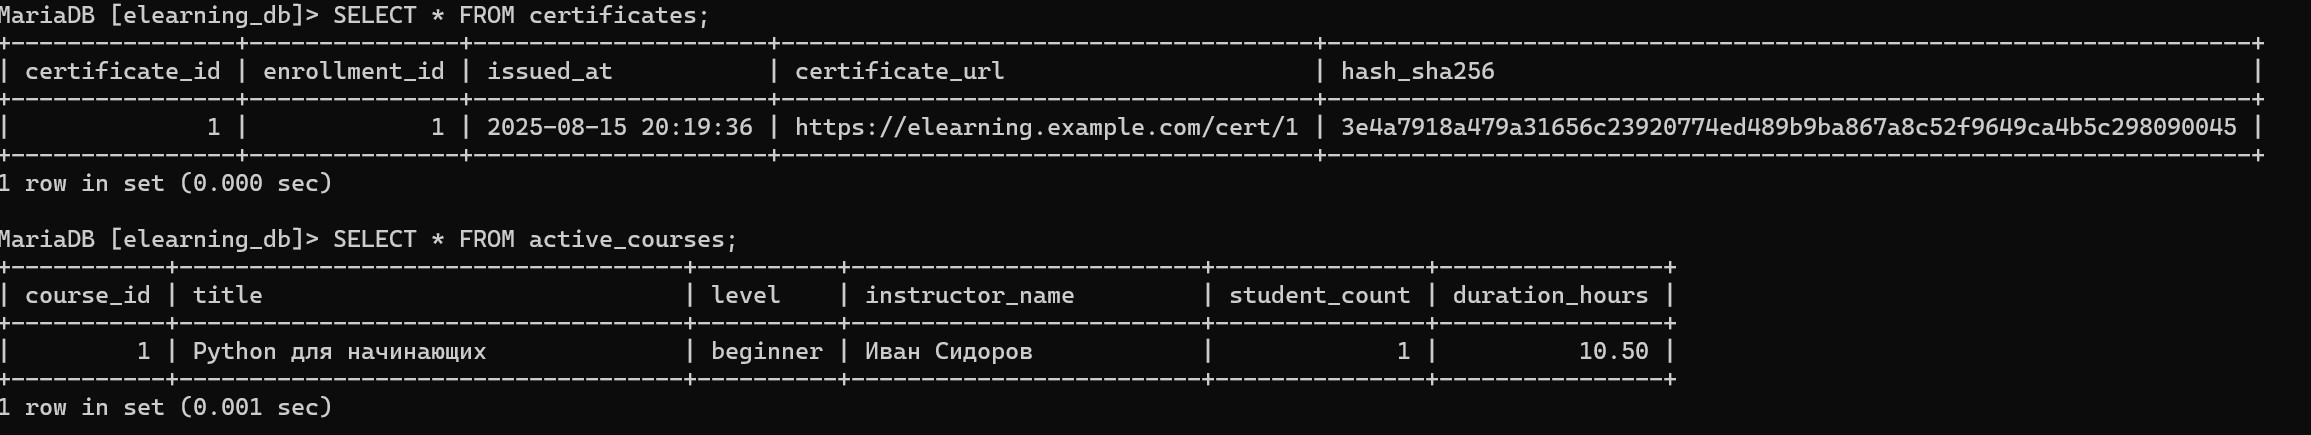 MariaDB [elearning_db]> SELECT * FROM certificates;
+----------------+---------------+---------------------+--------------------------------------+------------------------------------------------------------------+
| certificate_id | enrollment_id | issued_at           | certificate_url                      | hash_sha256                                                      |
+----------------+---------------+---------------------+--------------------------------------+------------------------------------------------------------------+
|              1 |             1 | 2025-08-15 20:19:36 | https://elearning.example.com/cert/1 | 3e4a7918a479a31656c23920774ed489b9ba867a8c52f9649ca4b5c298090045 |
+----------------+---------------+---------------------+--------------------------------------+------------------------------------------------------------------+
1 row in set (0.000 sec)

MariaDB [elearning_db]> SELECT * FROM active_courses;
+-----------+------------------------------------+----------+-------------------------+---------------+----------------+
| course_id | title                              | level    | instructor_name         | student_count | duration_hours |
+-----------+------------------------------------+----------+-------------------------+---------------+----------------+
|         1 | Python для начинающих              | beginner | Иван Сидоров            |             1 |          10.50 |
+-----------+------------------------------------+----------+-------------------------+---------------+----------------+
1 row in set (0.001 sec)